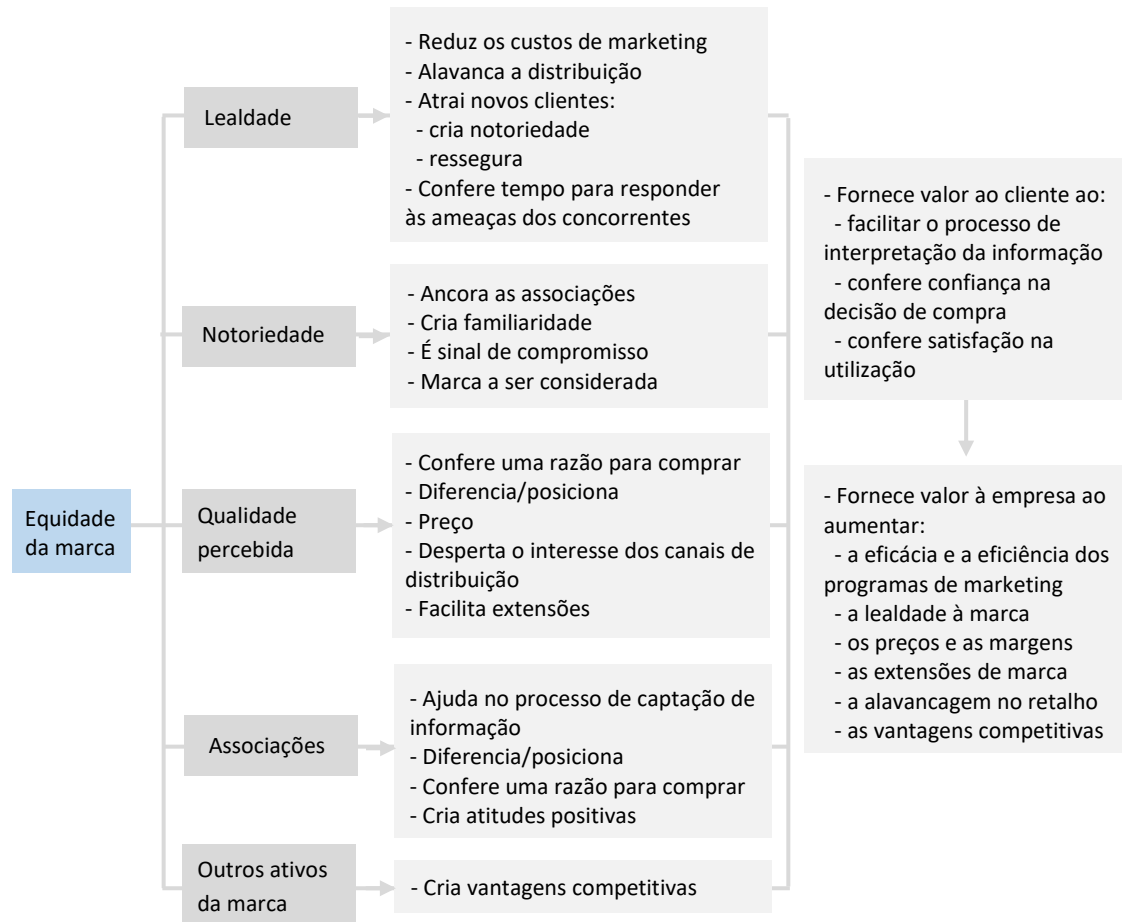 Equidade
da marca
Lealdade
- Reduz os custos de marketing
- Alavanca a distribuição
- Atrai novos clientes:
- cria notoriedade
- ressegura
- Confere tempo para responder
às ameaças dos concorrentes
Notoriedade
- Ancora as associações
- Cria familiaridade
- É sinal de compromisso
- Marca a ser considerada
Qualidade
percebida
- Confere uma razão para comprar
- Diferencia/posiciona
- Preço
- Desperta o interesse dos canais de
distribuição
- Facilita extensões
Associações
- Ajuda no processo de captação de
informação
- Diferencia/posiciona
- Confere uma razão para comprar
- Cria atitudes positivas
Outros ativos
da marca
- Cria vantagens competitivas
- Fornece valor ao cliente ao:
- facilitar o processo de
interpretação da informação
- confere confiança na
decisão de compra
- confere satisfação na
utilização
- Fornece valor à empresa ao
aumentar:
- a eficácia e a eficiência dos
programas de marketing
- a lealdade à marca
- os preços e as margens
- as extensões de marca
- a alavancagem no retalho
- as vantagens competitivas